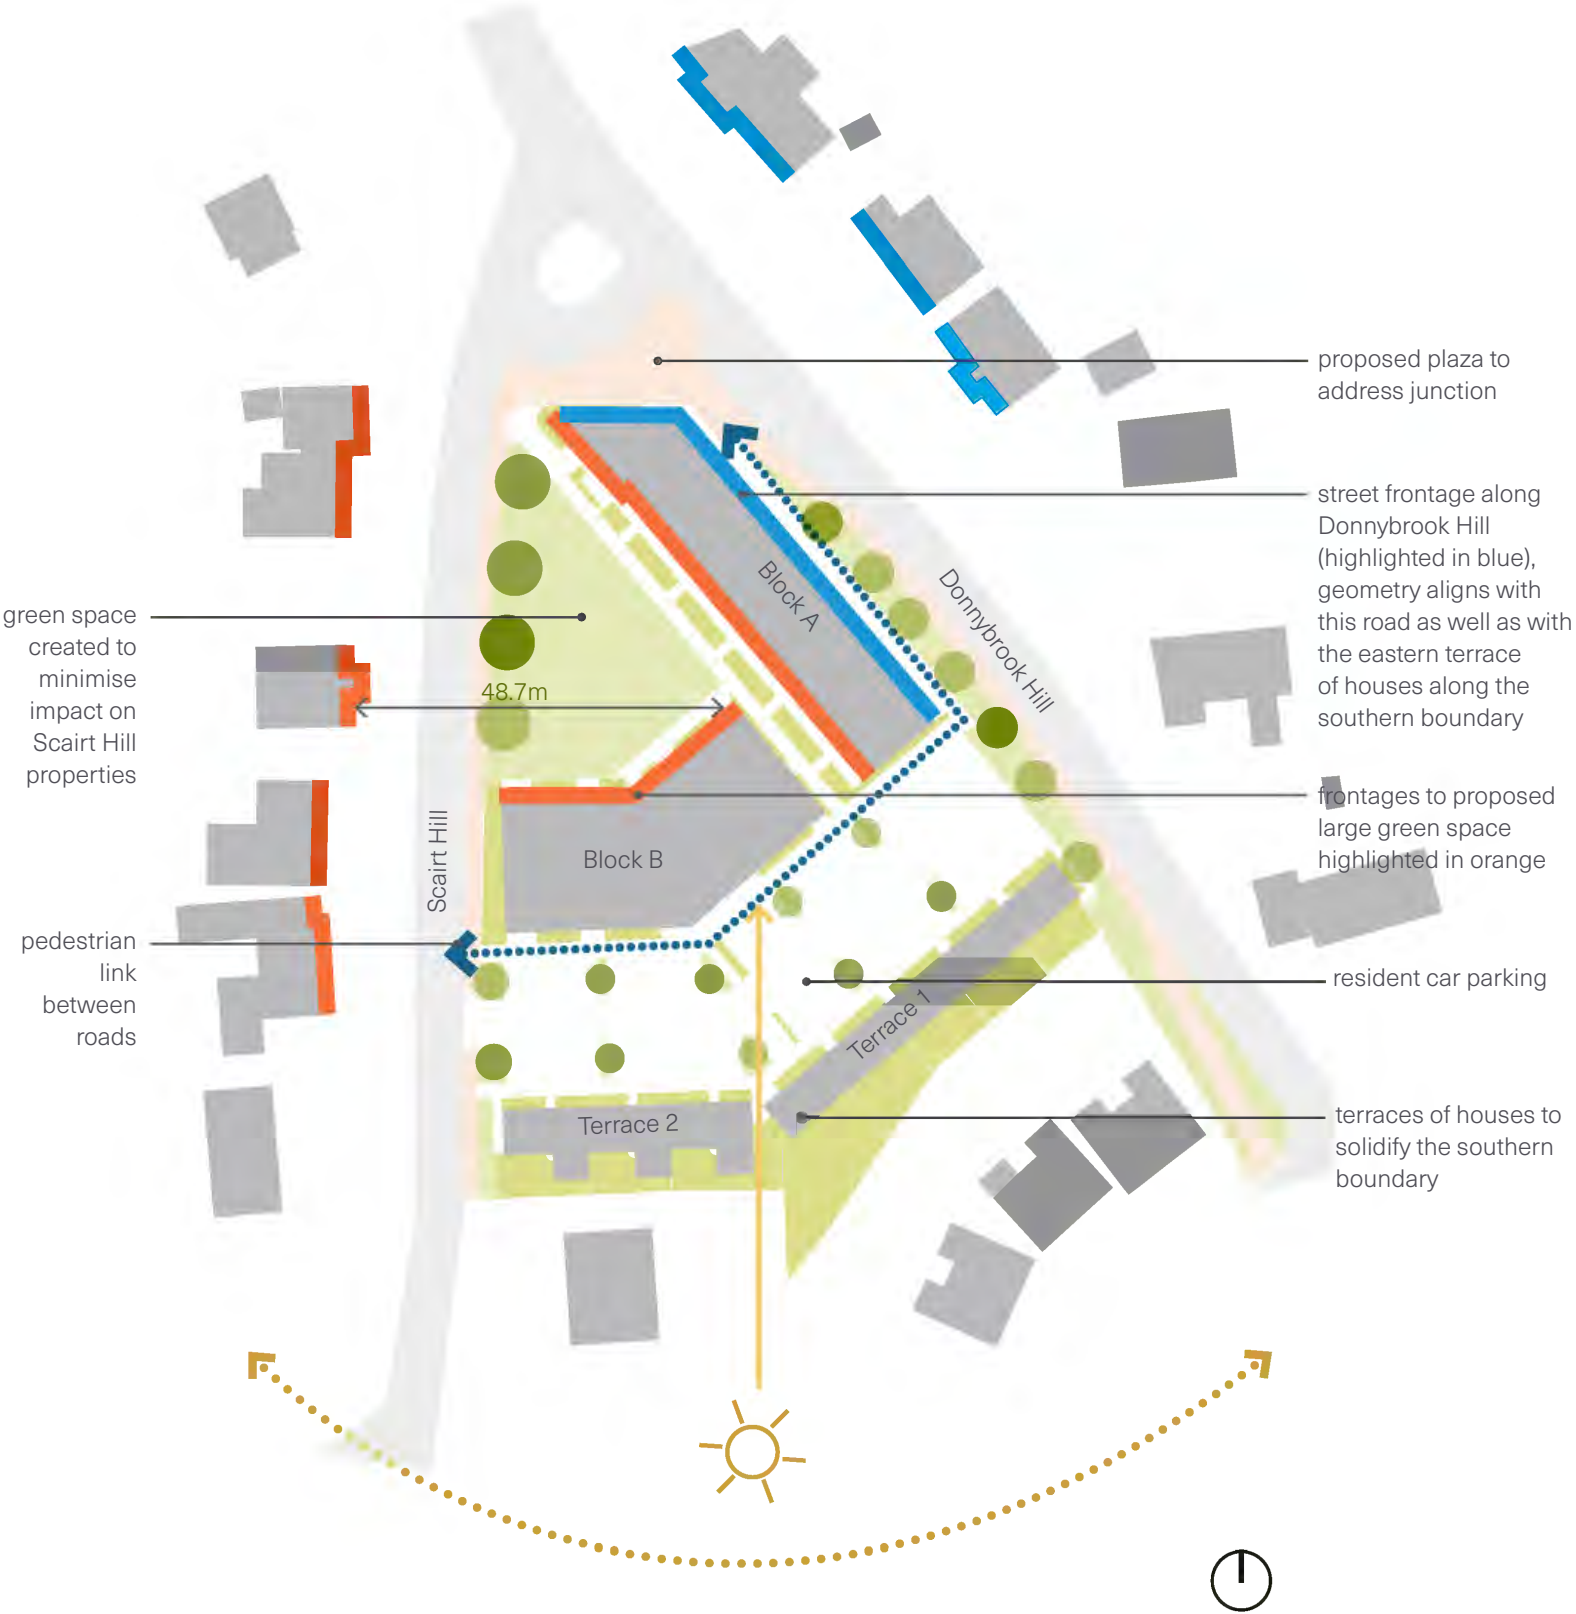 proposed plaza to
address junction
street frontage along
Donnybrook Hill
(highlighted in blue),
geometry aligns with
this road as well as with
the eastern terrace
of houses along the
southern boundary
Block A
Donnybrook Hill
green space
created to
minimise
impact on
Scairt Hill
properties
48.7m
frontages to proposed
large green space
highlighted in orange
Scairt Hill
Block B
pedestrian
link
between
roads
resident car parking
Terrace 1
Terrace 2
terraces of houses to
solidify the southern
boundary